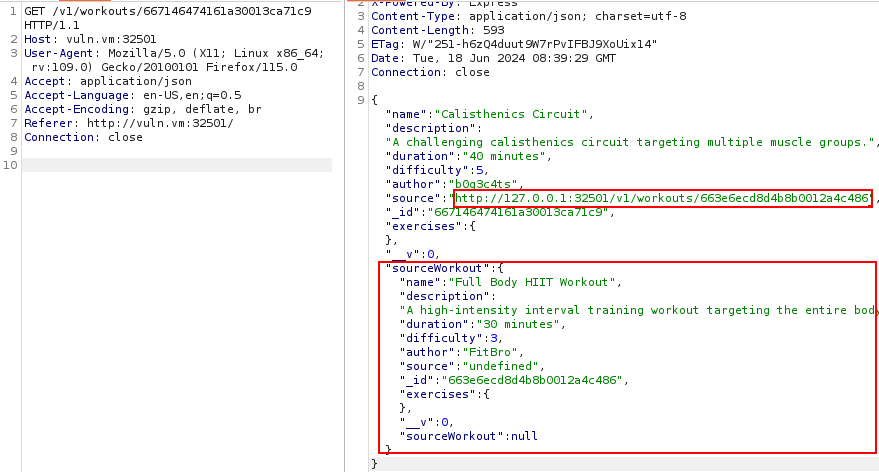 1 GET /v1/workouts/667146474161a30013ca71c9
HTTP/1.1
2 Host: vuln.vm:32501
3 User-Agent: Mozilla/5.0 (X11; Linux x86_64;
rv:109.0) Gecko/20100101 Firefox/115.0
4 Accept: application/json
5 Accept-Language: en-US,en;q=0.5
6 Accept-Encoding: gzip, deflate, br
7 Referer: http://vuln.vm:32501/
8 Connection: close
9
10
2 X-Powered-By: Express
3 Content-Type: application/json; charset=utf-8
4 Content-Length: 593
5 ETag: W/"251-h6zQ4duut9W7rPvIFBJ9XoUix14"
6 Date: Tue, 18 Jun 2024 08:39:29 GMT
7 Connection: close
8
9 {
"name":"Calisthenics Circuit",
"description":
"A challenging calisthenics circuit targeting multiple muscle groups.",
"duration":"40 minutes",
"difficulty":5,
"author":"b0g3c4ts",
"source":"http://127.0.0.1:32501/v1/workouts/663e6ecd8d4b8b0012a4c486",
"_id":"667146474161a30013ca71c9",
"exercises":{
},
"__v":0,
"sourceWorkout":{
"name":"Full Body HIIT Workout",
"description":
"A high-intensity interval training workout targeting the entire body
"duration":"30 minutes",
"difficulty":3,
"author":"FitBro",
"source":"undefined",
"_id":"663e6ecd8d4b8b0012a4c486",
"exercises":{
},
"__v":0,
"sourceWorkout":null
}
}